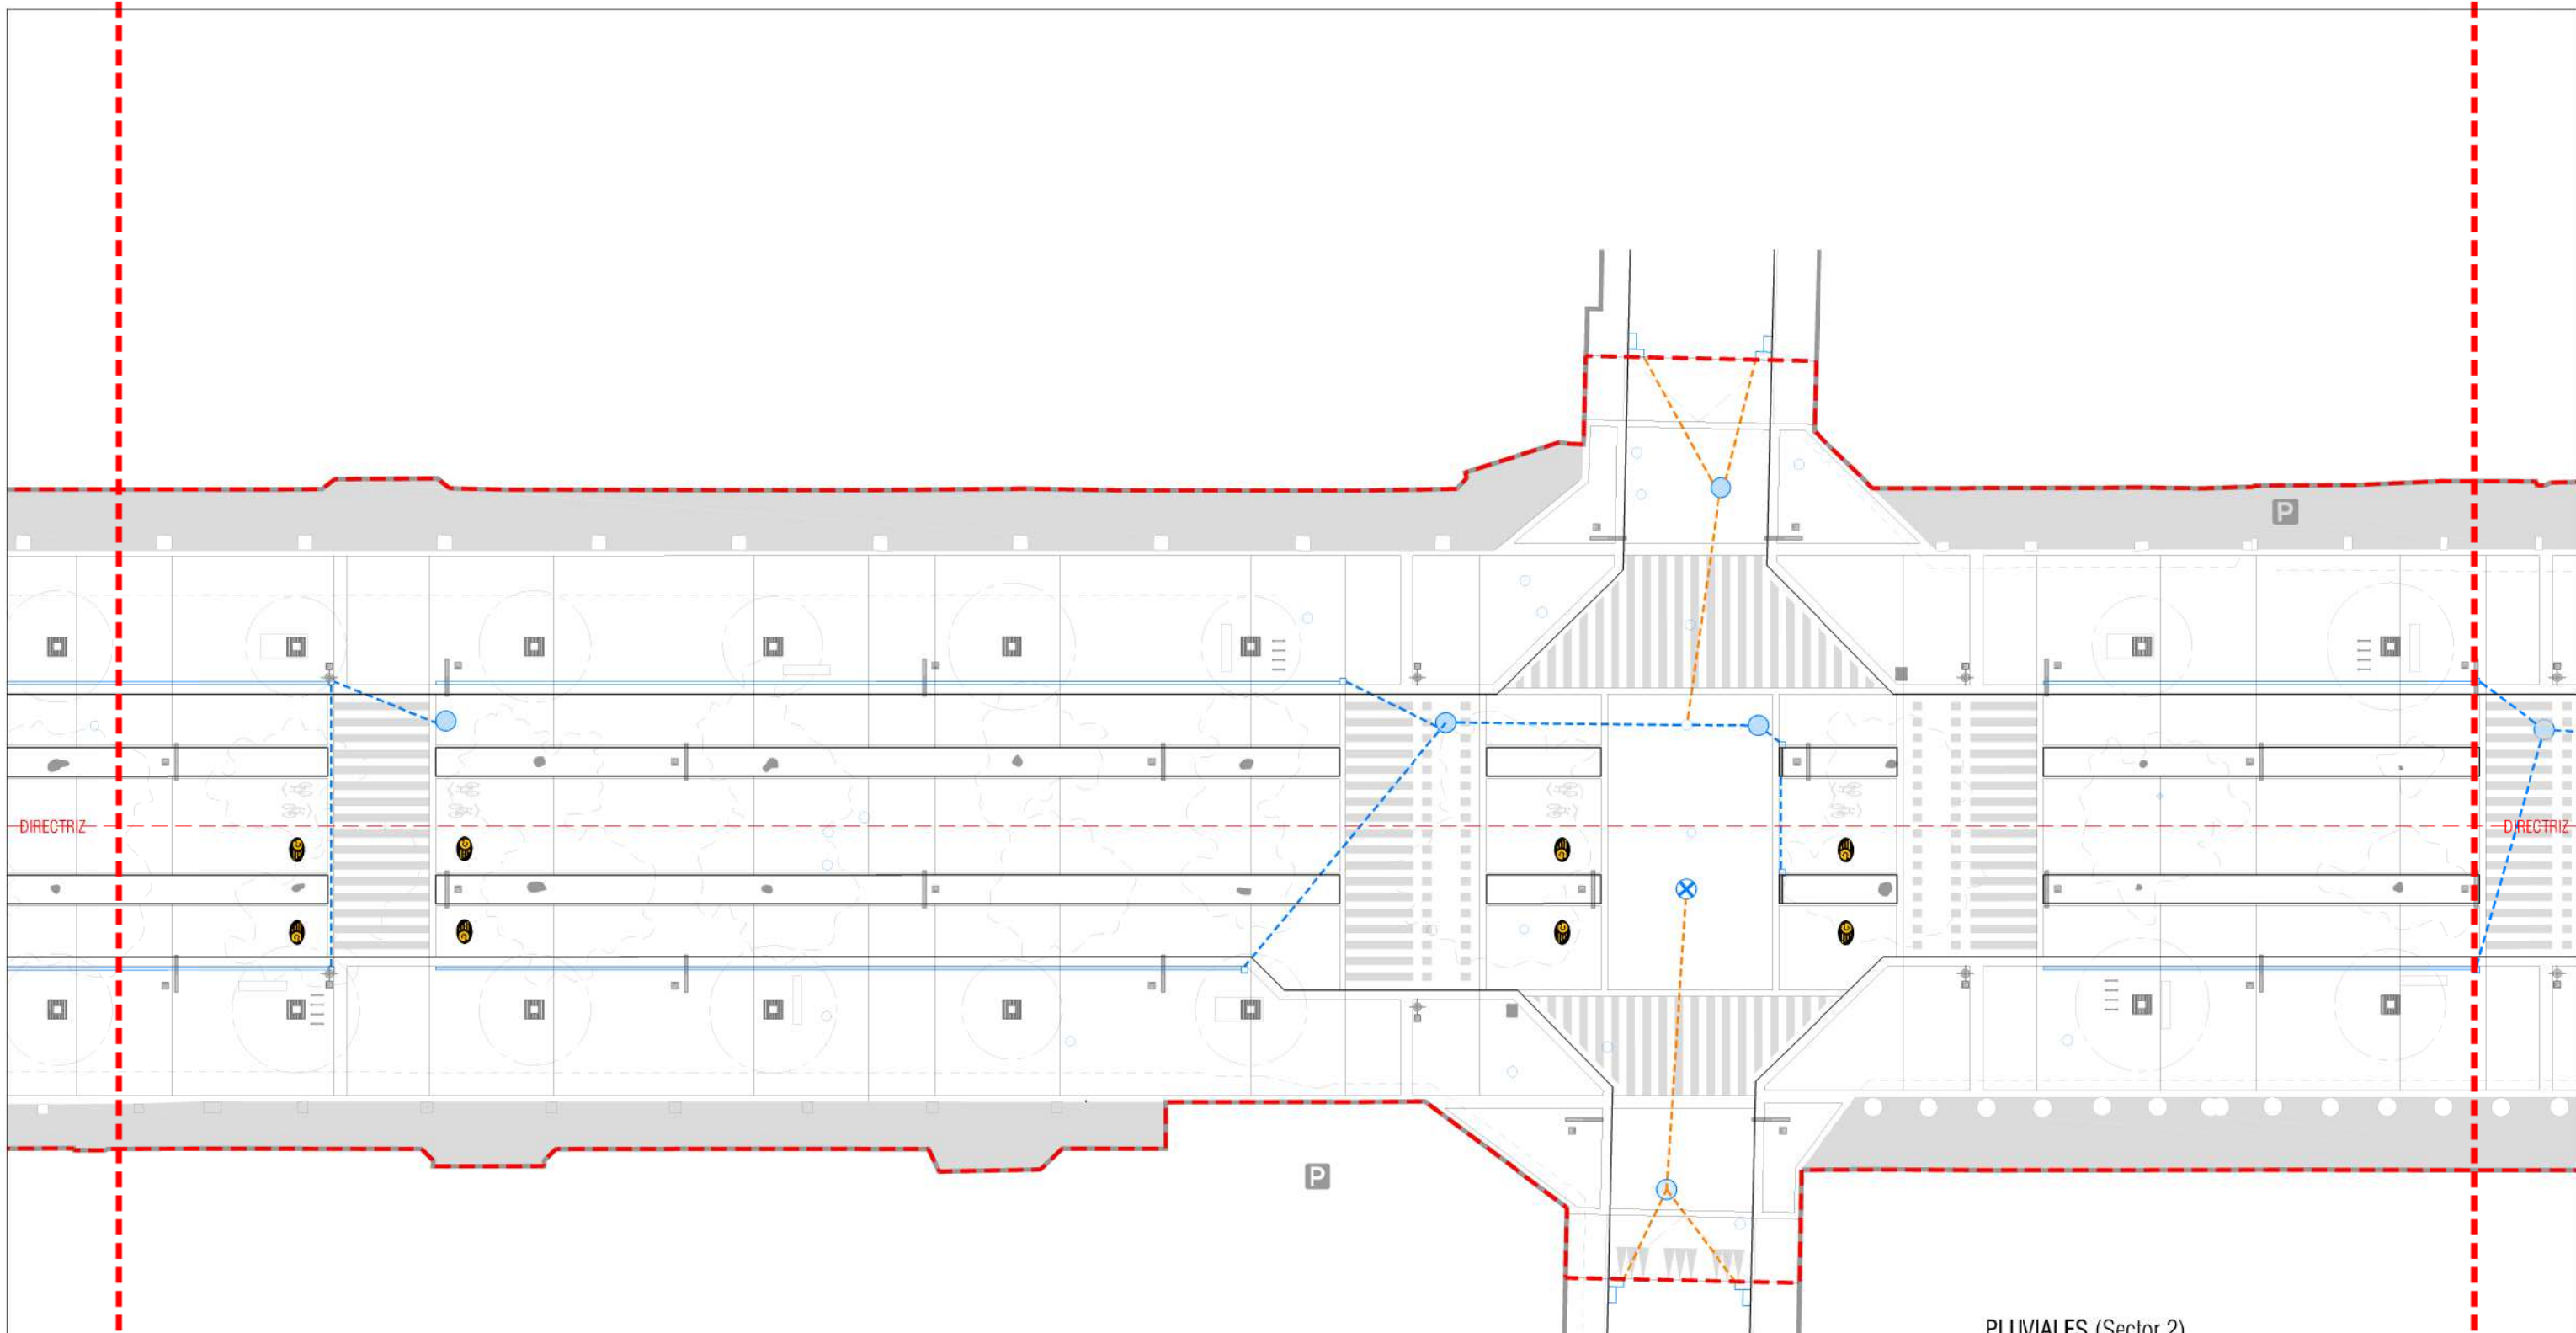 P
DIRECTRIZ
DIRECTRIZ
P
PLUVIALES (Sector 2)